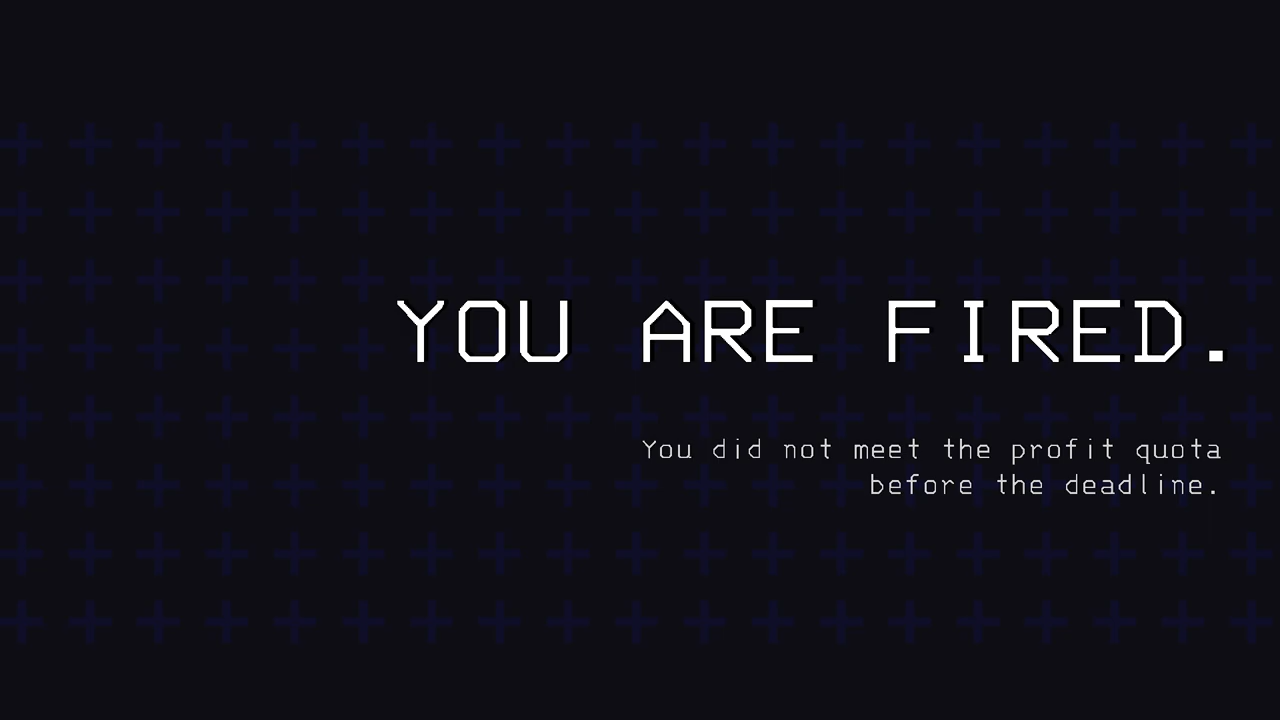 YOU ARE FIRED.
You did not meet the profit quota
before the deadline.